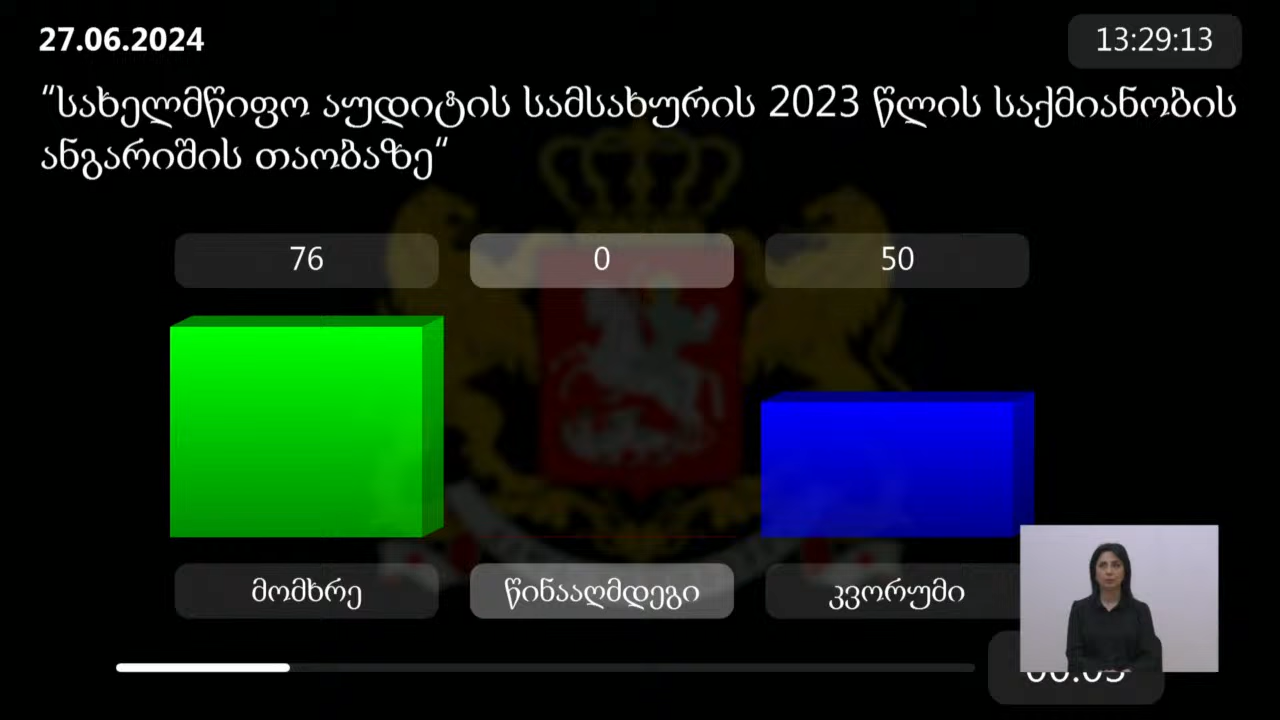 27.06.2024
13:29:13
“სახელმწიფო აუდიტის სამსახურის 2023 წლის საქმიანობის
ანგარიშის თაობაზე“
76 0 50
მომხრე წინააღმდეგი კვორუმი